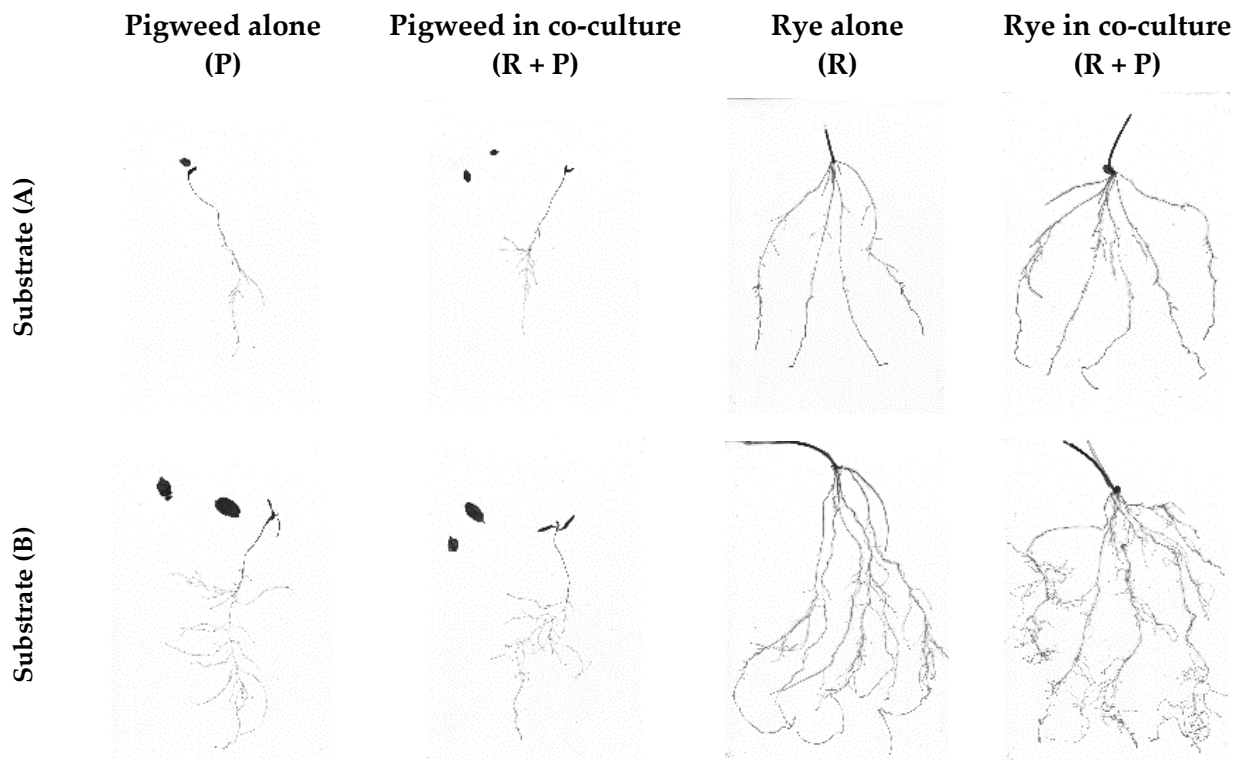 Pigweed alone
(P)
Pigweed in co-culture
(R + P)
Rye alone
(R)
Rye in co-culture
(R + P)
Substrate (A)
Substrate (B)